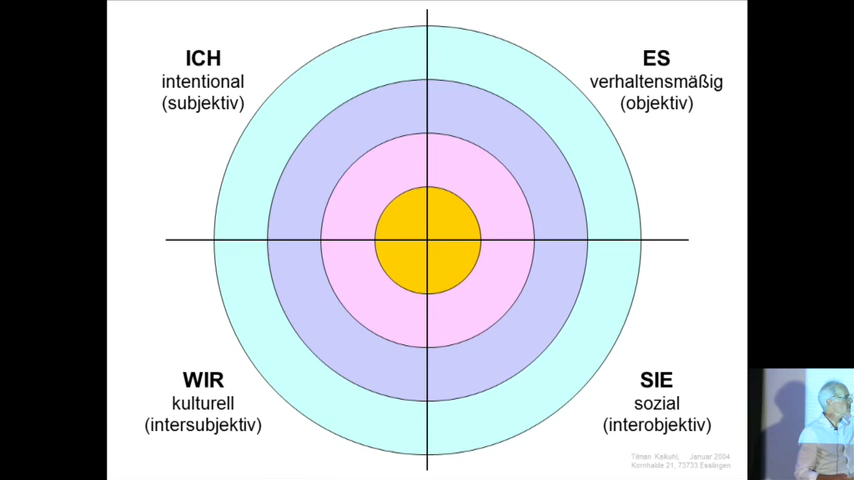 ICH
intentional
(subjektiv)
ES
verhaltensmäßig
(objektiv)
WIR
kulturell
(intersubjektiv)
SIE
sozial
(interobjektiv)
Januar 2004
Kornhalde 21, 73733 Esslingen